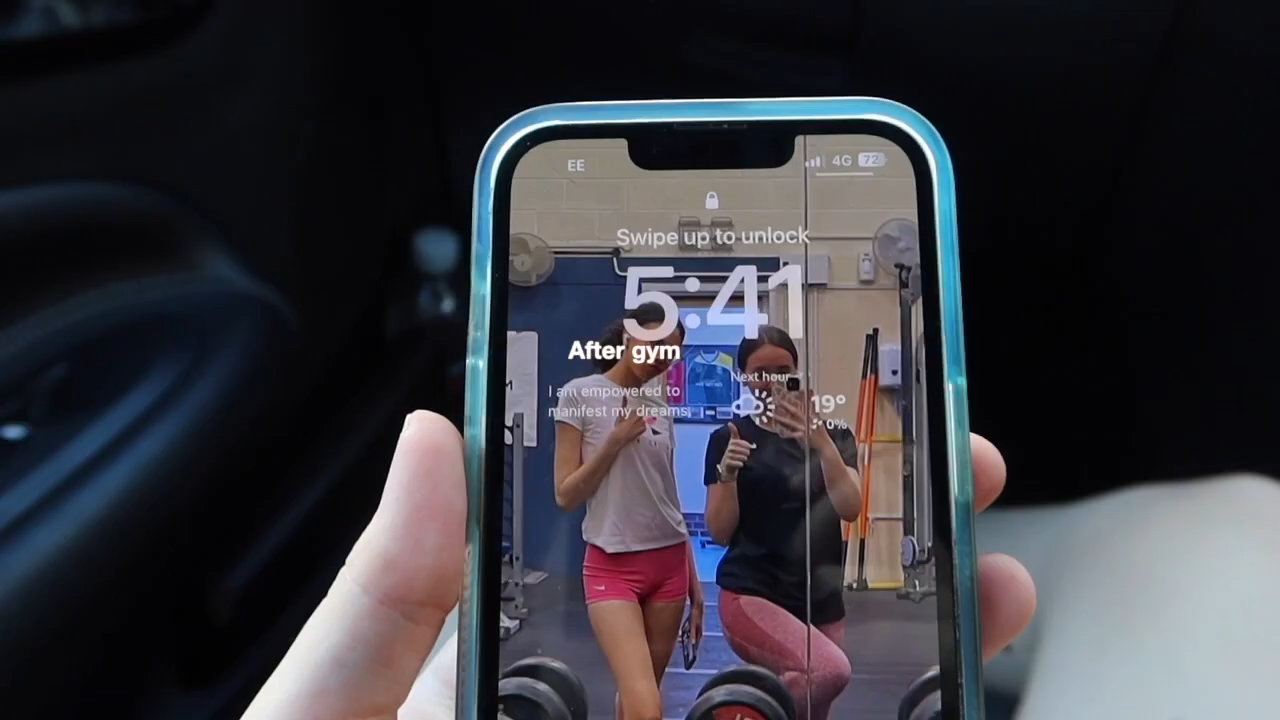 EE
4G 72
Swipe up to unlock
5:41
After gym
I am empowered to
manifest my dreams.
Next hour
19°
0%